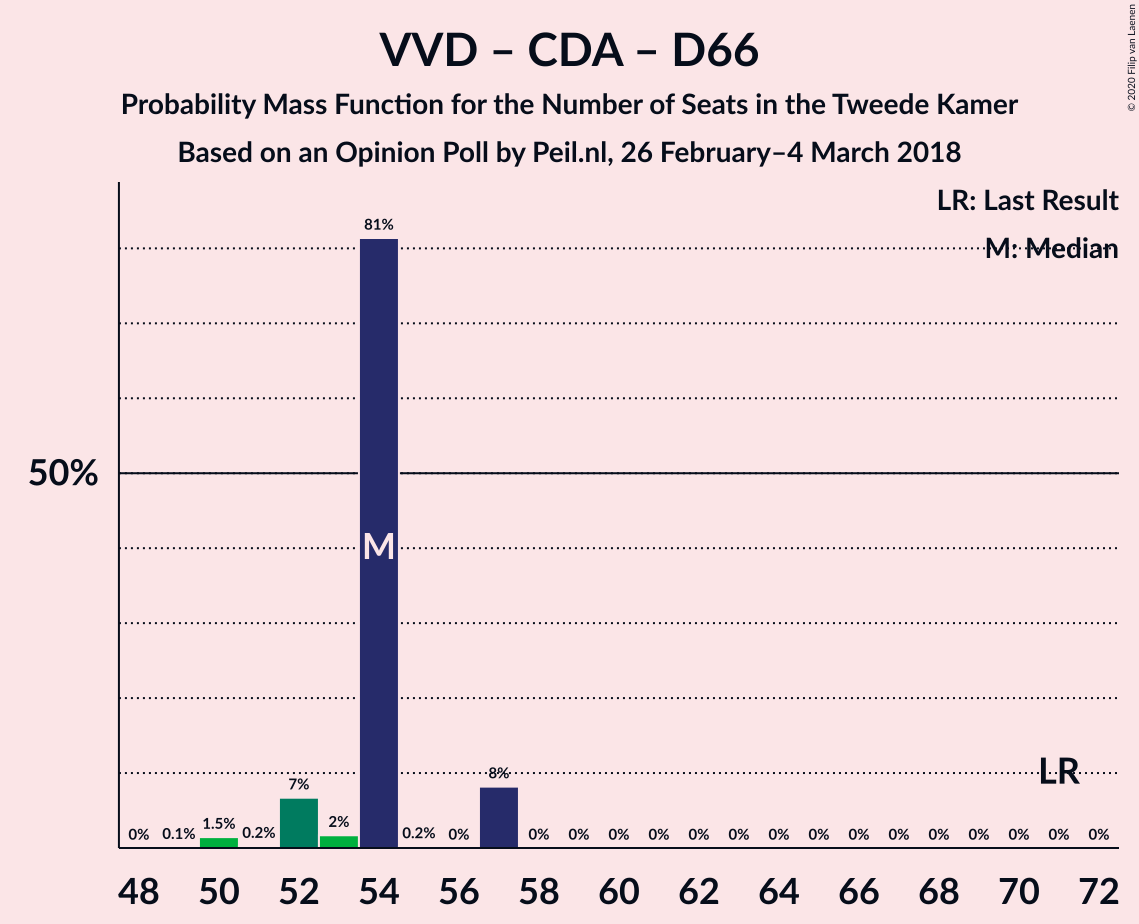 VVD – CDA – D66
Probability Mass Function for the Number of Seats in the Tweede Kamer
Based on an Opinion Poll by Peil.nl, 26 February–4 March 2018
© 2020 Filip van Laenen
LR: Last Result
M: Median
50%
0% 0.1% 1.5% 0.2% 7% 2% 81% 0.2% 0% 8% 0% 0% 0% 0% 0% 0% 0% 0% 0% 0% 0% 0% 0% 0% 0%
M
LR
48 50 52 54 56 58 60 62 64 66 68 70 72